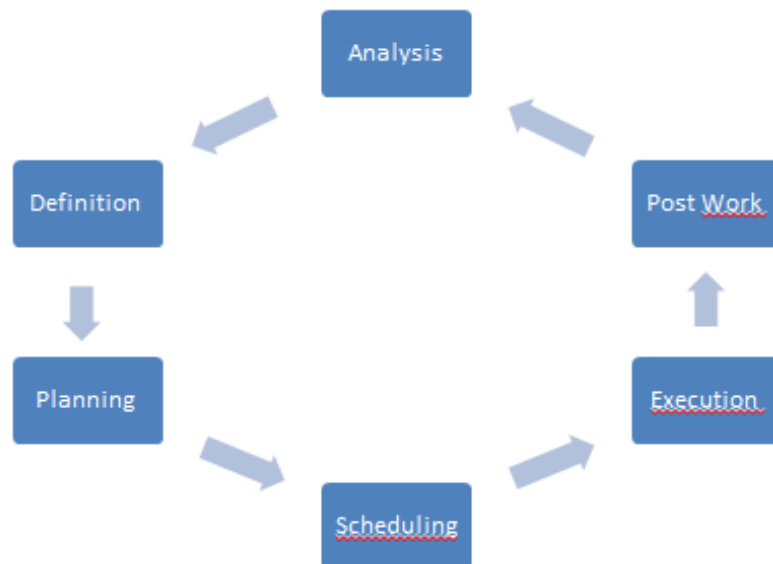 Analysis
Definition
Post Work
Planning
Execution
Scheduling